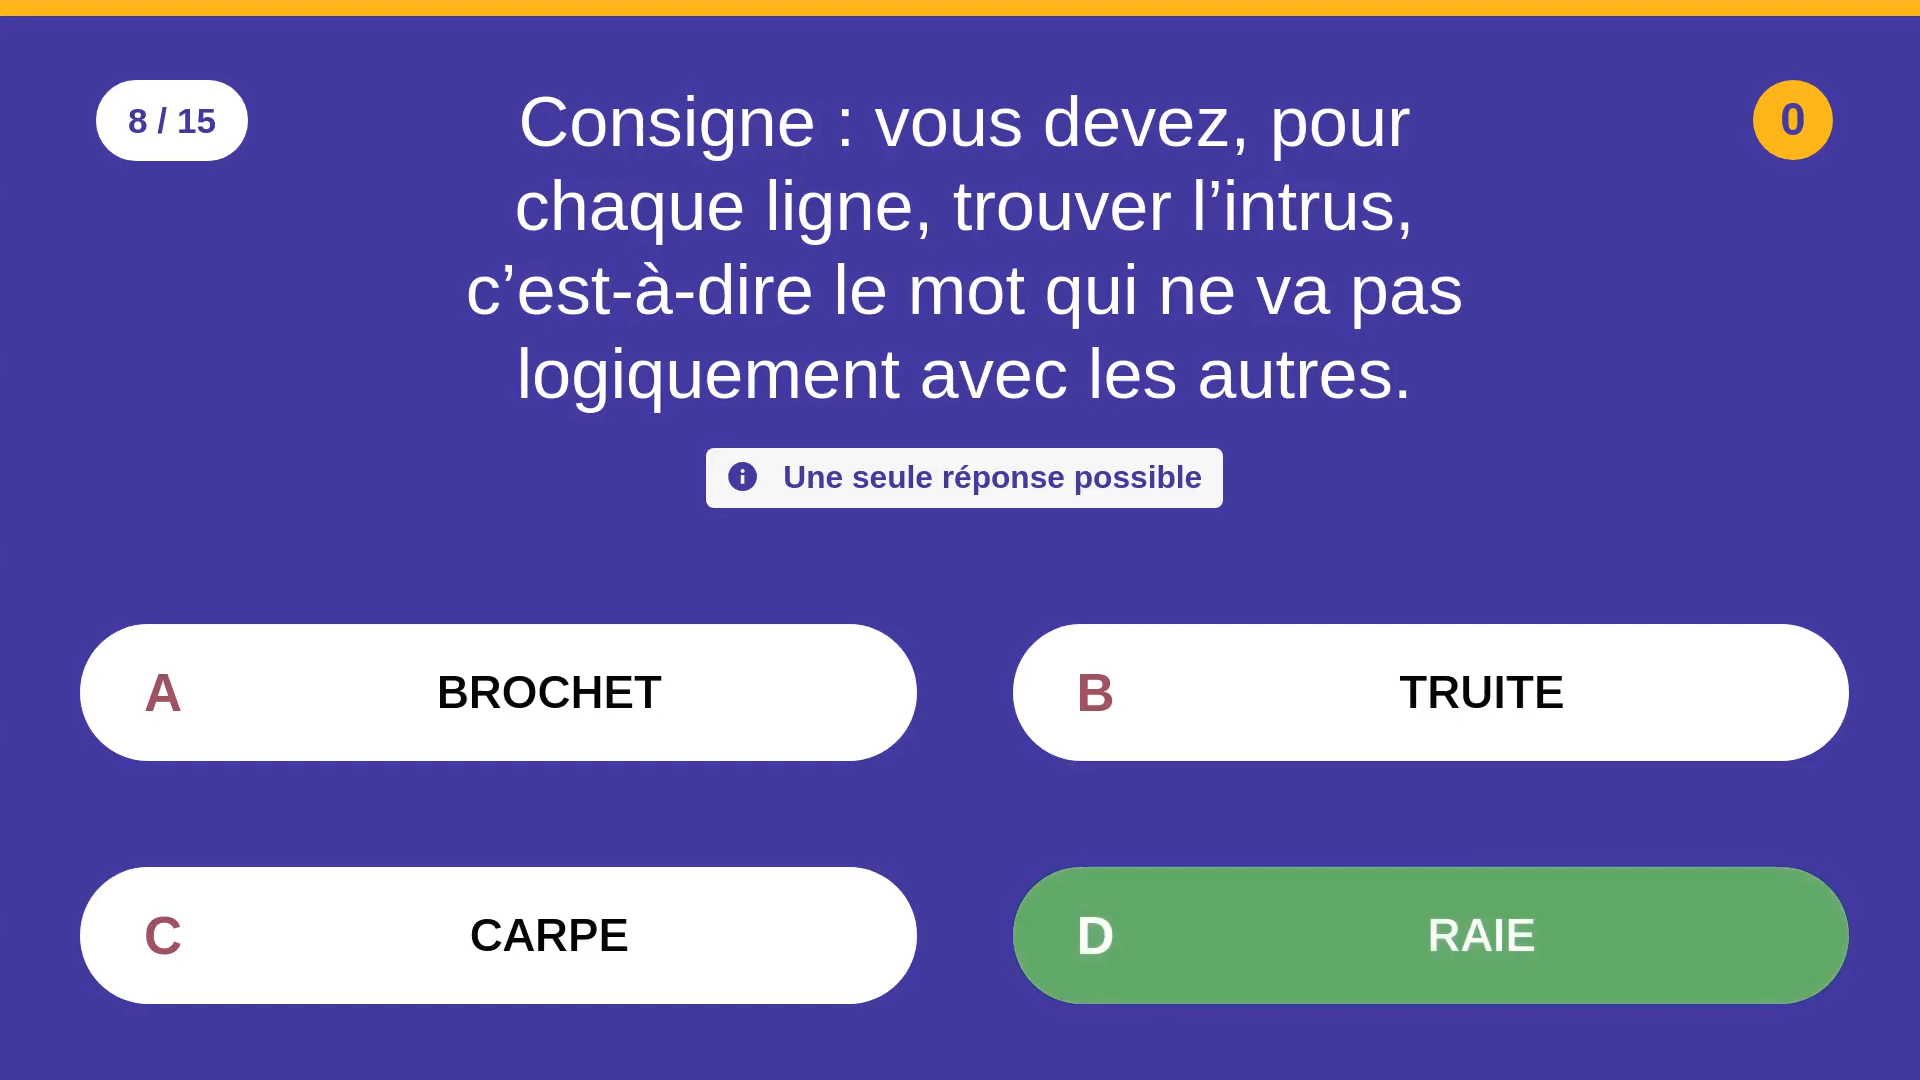 8 / 15
Consigne : vous devez, pour
chaque ligne, trouver l’intrus,
c’est-à-dire le mot qui ne va pas
logiquement avec les autres.
0
Une seule réponse possible
A BROCHET
B TRUITE
C CARPE
D RAIE